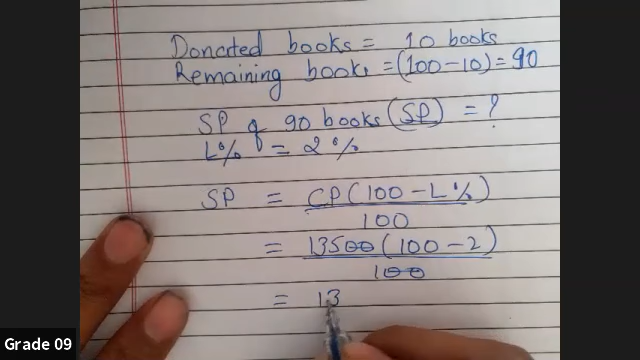 Donated books = 10 books
Remaining books = (100-10) = 90
SP of 90 books (SP) = ?
L% = 2%
SP = CP(100-L%)
100
= 13500(100-2)
100
= 13
Grade 09